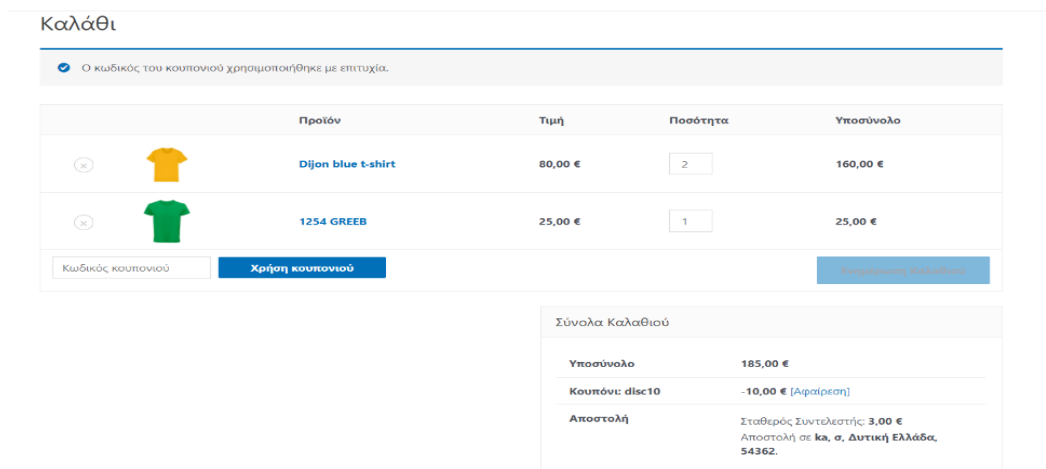 Καλάθι
Ο κωδικός του κουπονιού χρησιμοποιήθηκε με επιτυχία.
Προϊόν Τιμή Ποσότητα Υποσύνολο
Dijon blue t-shirt 80,00 € 2 160,00 €
1254 GREEB 25,00 € 1 25,00 €
Κωδικός κουπονιού Χρήση κουπονιού
Σύνολα Καλαθιού
Υποσύνολο 185,00 €
Κουπόνι: disc10 -10,00 € [Αφαίρεση]
Αποστολή Σταθερός Συντελεστής: 3,00 €
Αποστολή σε ka, σ, Δυτική Ελλάδα,
54362.